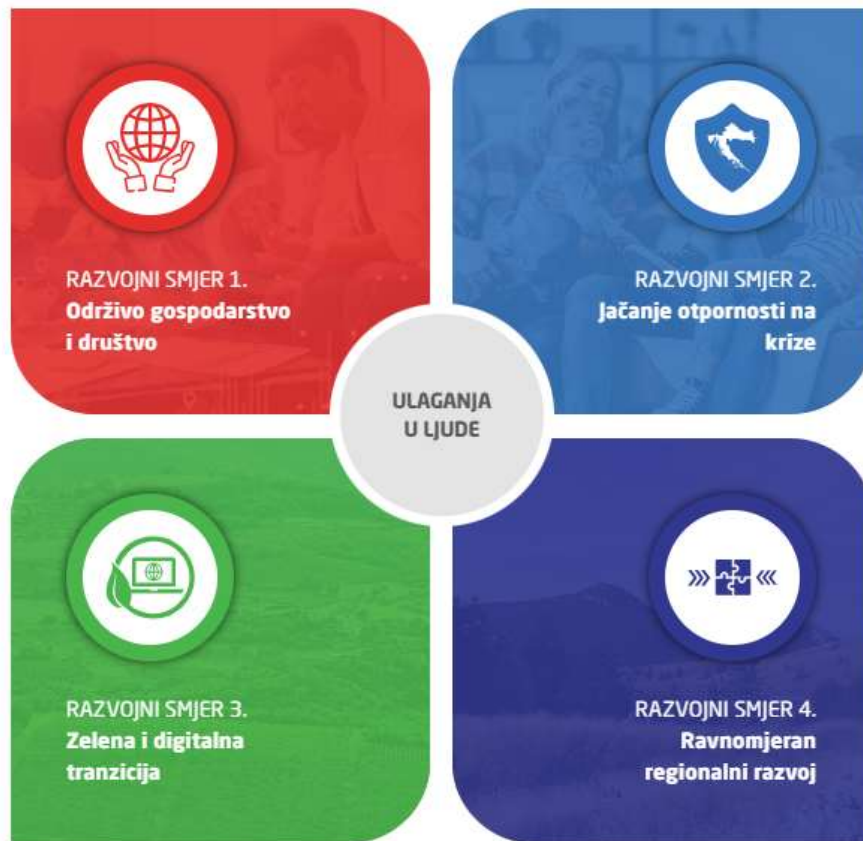 RAZVOJNI SMJER 1.
Održivo gospodarstvo
i društvo
RAZVOJNI SMJER 2.
Jačanje otpornosti na
krize
ULAGANJA
U LJUDE
RAZVOJNI SMJER 3.
Zelena i digitalna
tranzicija
RAZVOJNI SMJER 4.
Ravnomjeran
regionalni razvoj